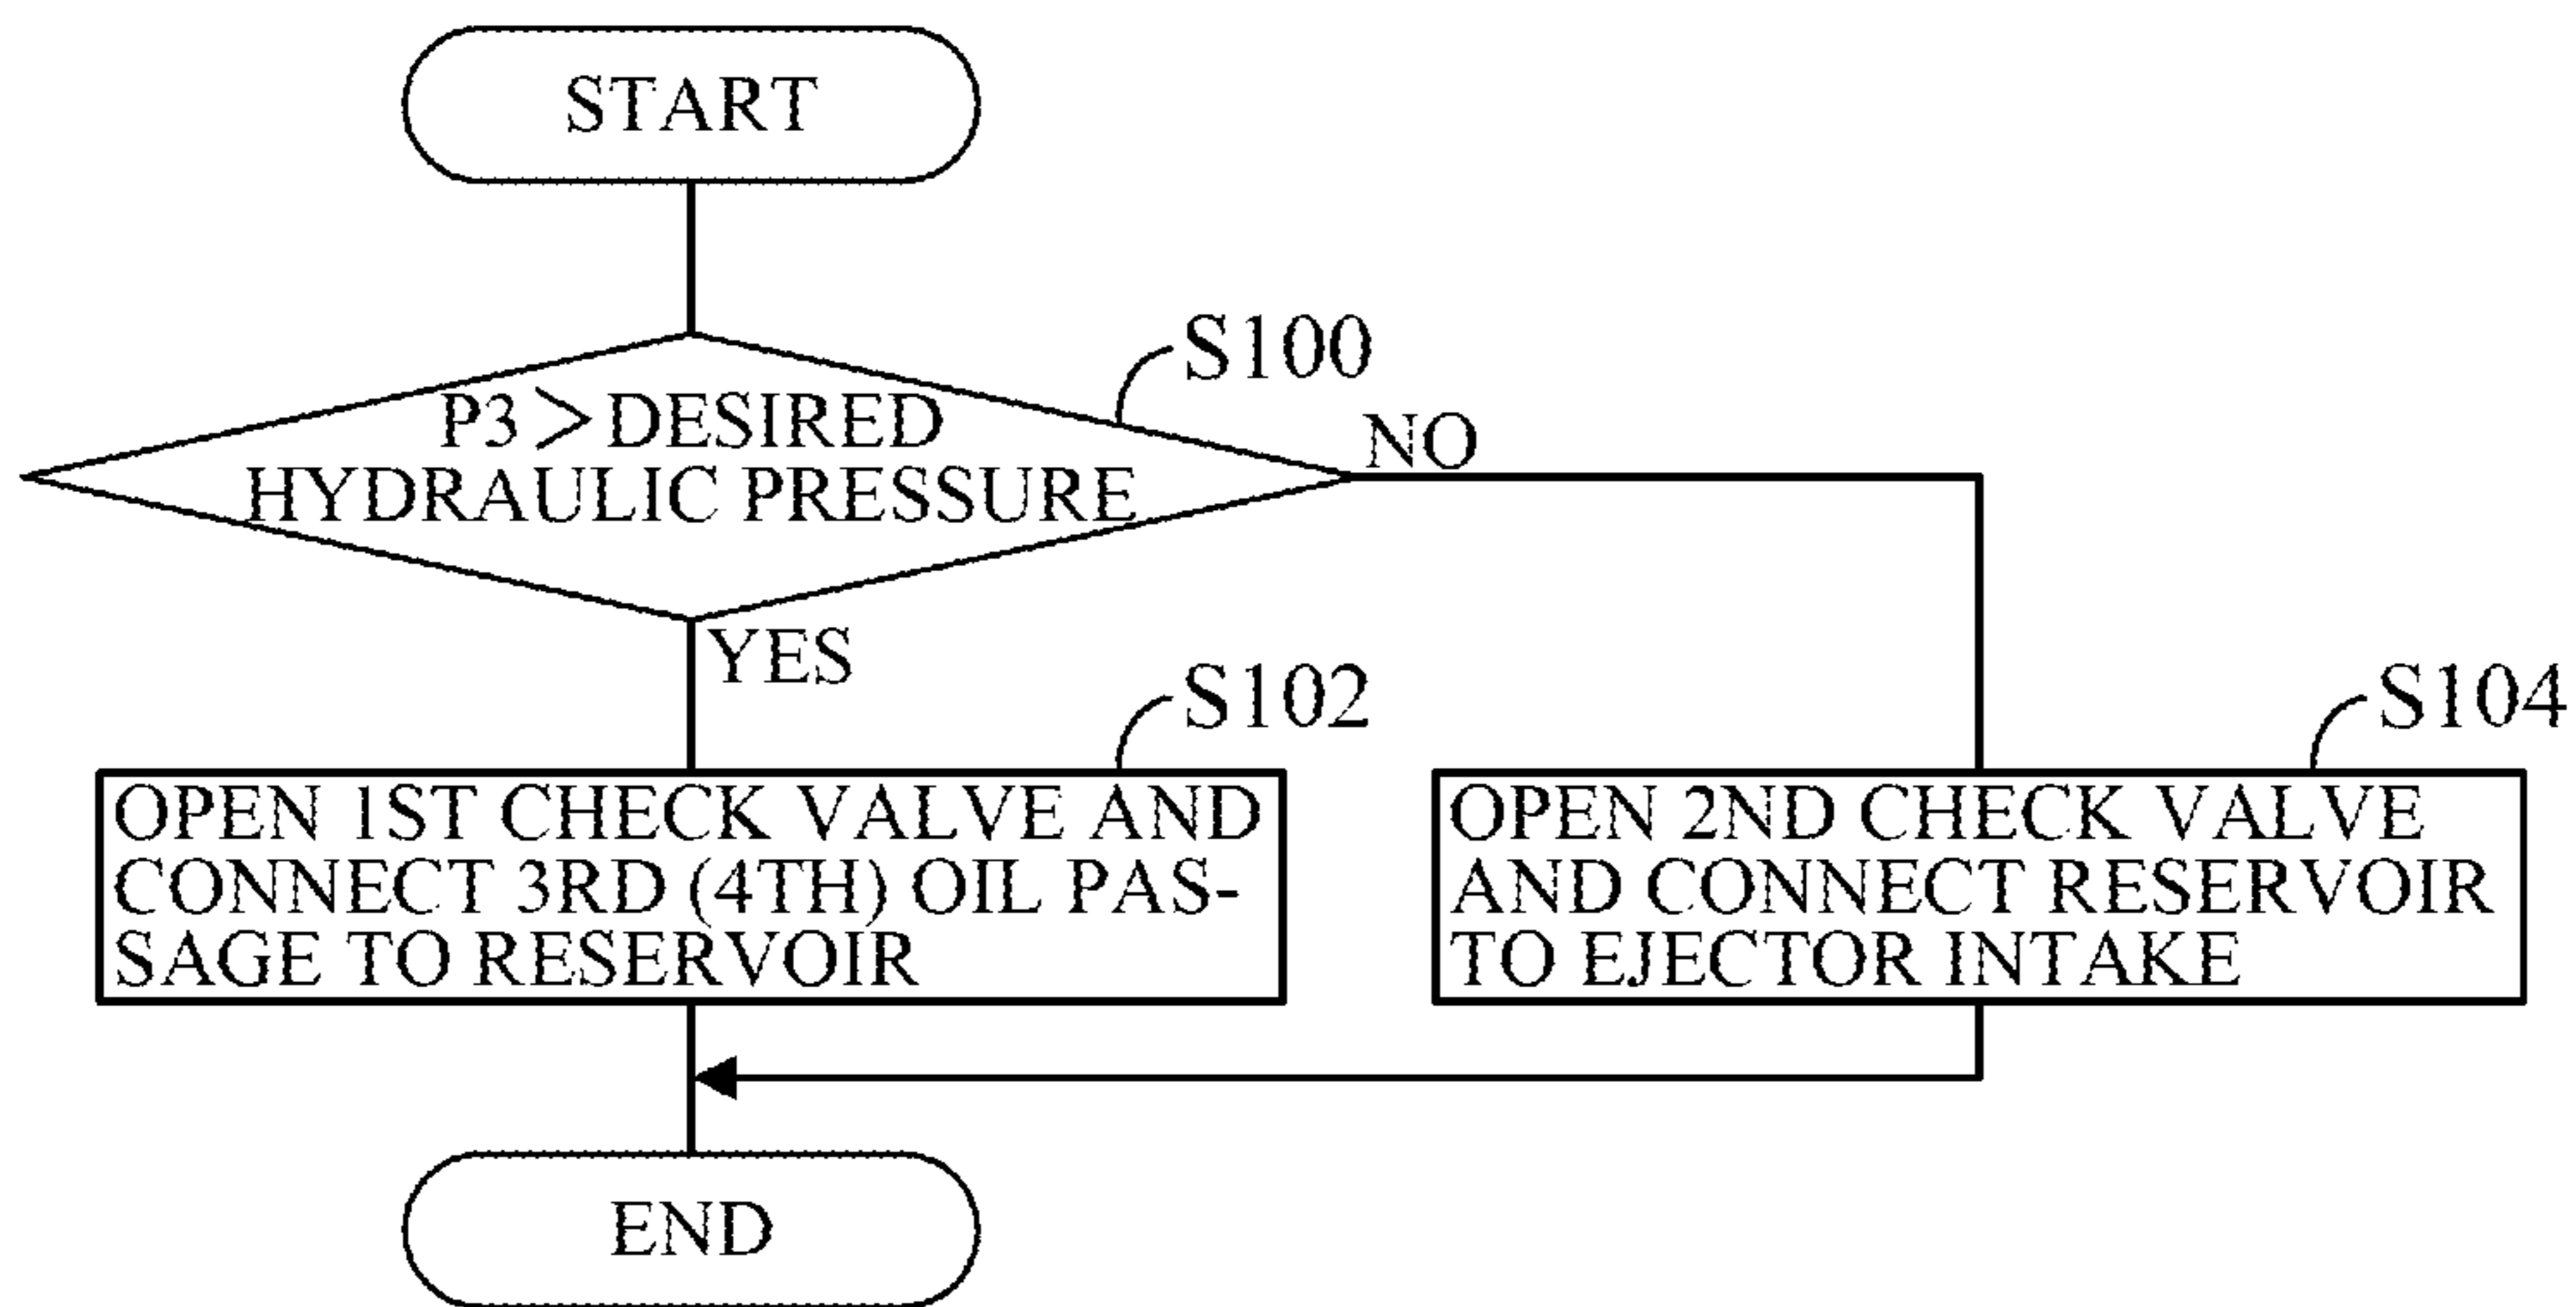 START
S100
P3>DESIRED
HYDRAULIC PRESSURE
NO
YES
S102
OPEN 1ST CHECK VALVE AND
CONNECT 3RD (4TH) OIL PAS-
SAGE TO RESERVOIR
S104
OPEN 2ND CHECK VALVE
AND CONNECT RESERVOIR
TO EJECTOR INTAKE
END